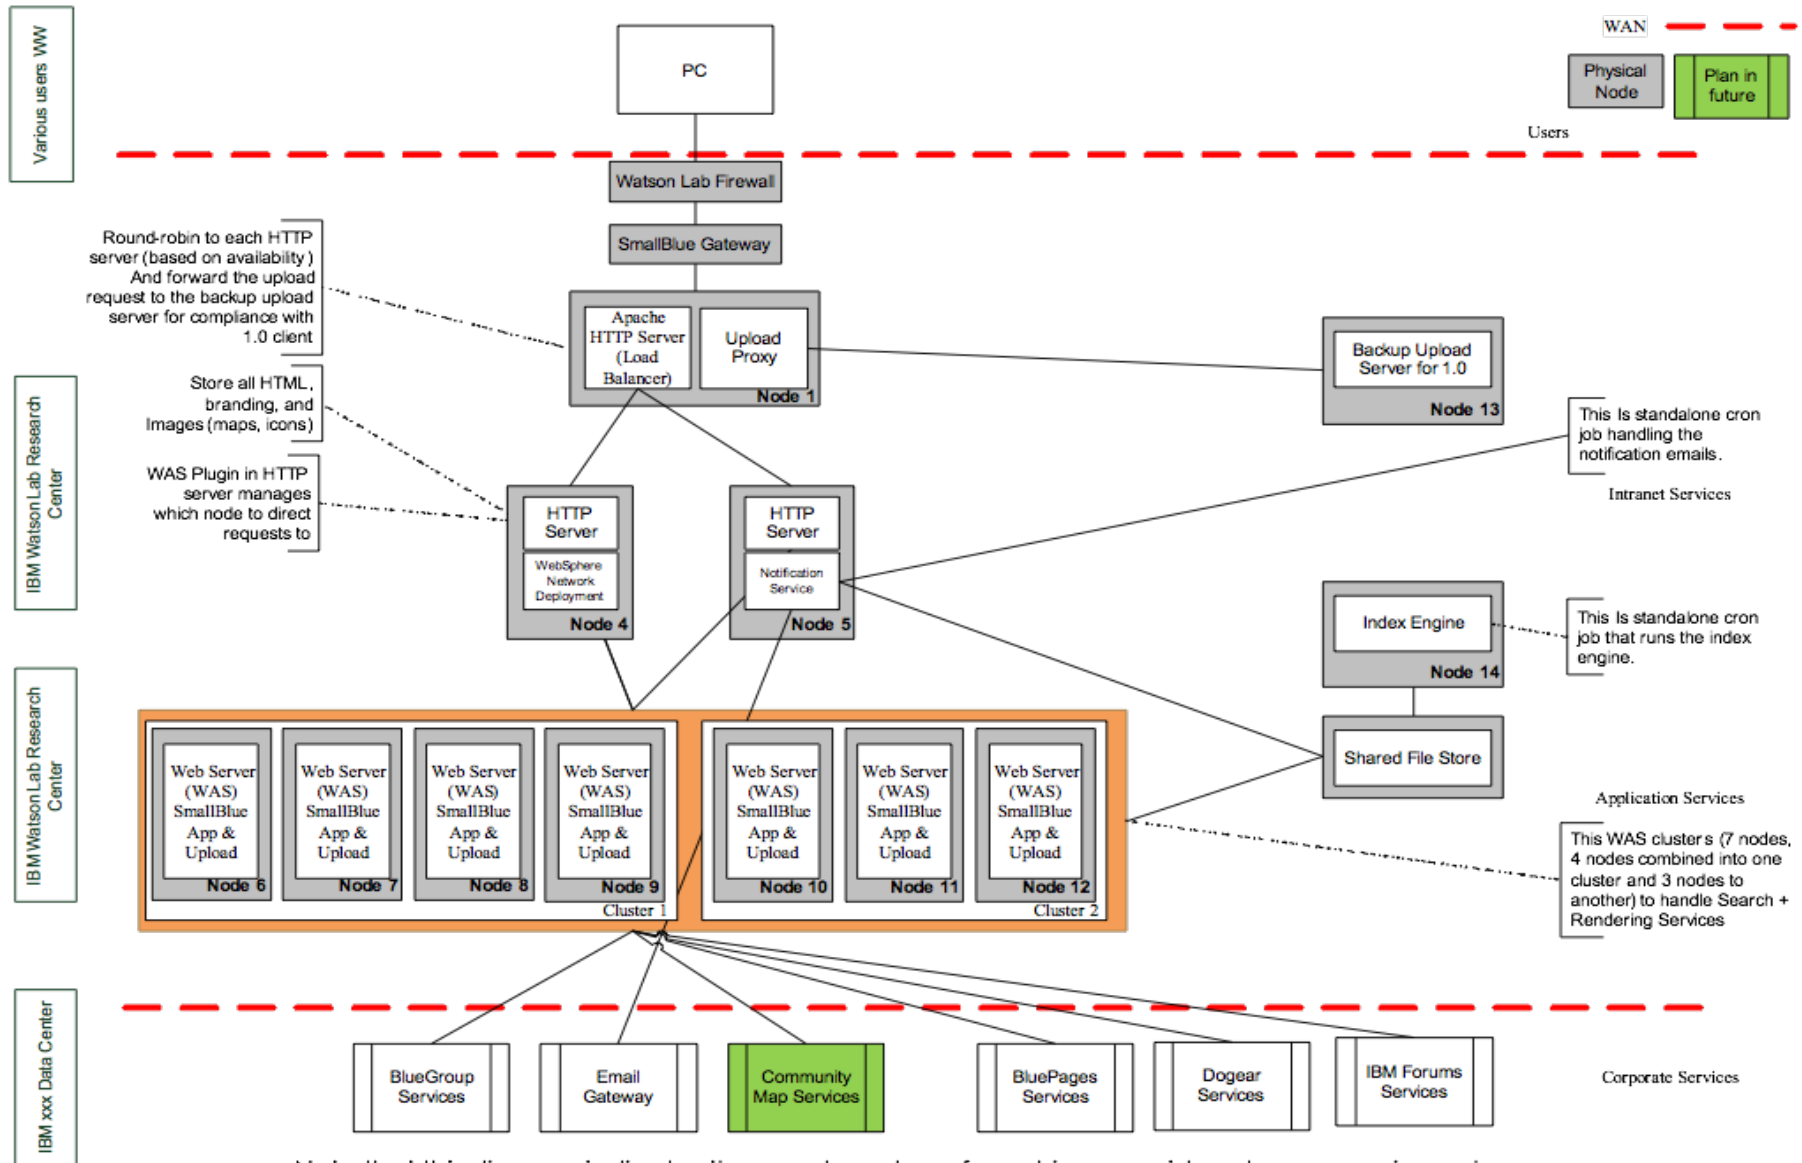 Various users WW
PC
WAN
Physical
Node
Plan in
future
Users
Watson Lab Firewall
SmallBlue Gateway
Round-robin to each HTTP
server (based on availability)
And forward the upload
request to the backup upload
server for compliance with
1.0 client
Apache
HTTP Server
(Load
Balancer)
Upload
Proxy
Node 1
Backup Upload
Server for 1.0
Node 13
IBM Watson Lab Research
Center
Store all HTML,
branding, and
Images (maps, icons)
WAS Plugin in HTTP
server manages
which node to direct
requests to
HTTP
Server
WebSphere
Network
Deployment
Node 4
HTTP
Server
Notification
Service
Node 5
This Is standalone cron
job handling the
notification emails.
Intranet Services
Index Engine
Node 14
This Is standalone cron
job that runs the index
engine.
Shared File Store
IBM Watson Lab Research
Center
Web Server
(WAS)
SmallBlue
App &
Upload
Node 6
Web Server
(WAS)
SmallBlue
App &
Upload
Node 7
Web Server
(WAS)
SmallBlue
App &
Upload
Node 8
Web Server
(WAS)
SmallBlue
App &
Upload
Node 9
Cluster 1
Web Server
(WAS)
SmallBlue
App &
Upload
Node 10
Web Server
(WAS)
SmallBlue
App &
Upload
Node 11
Web Server
(WAS)
SmallBlue
App &
Upload
Node 12
Cluster 2
Application Services
This WAS clusters (7 nodes,
4 nodes combined into one
cluster and 3 nodes to
another) to handle Search +
Rendering Services
IBM xxx Data Center
BlueGroup
Services
Email
Gateway
Community
Map Services
BluePages
Services
Dogear
Services
IBM Forums
Services
Corporate Services